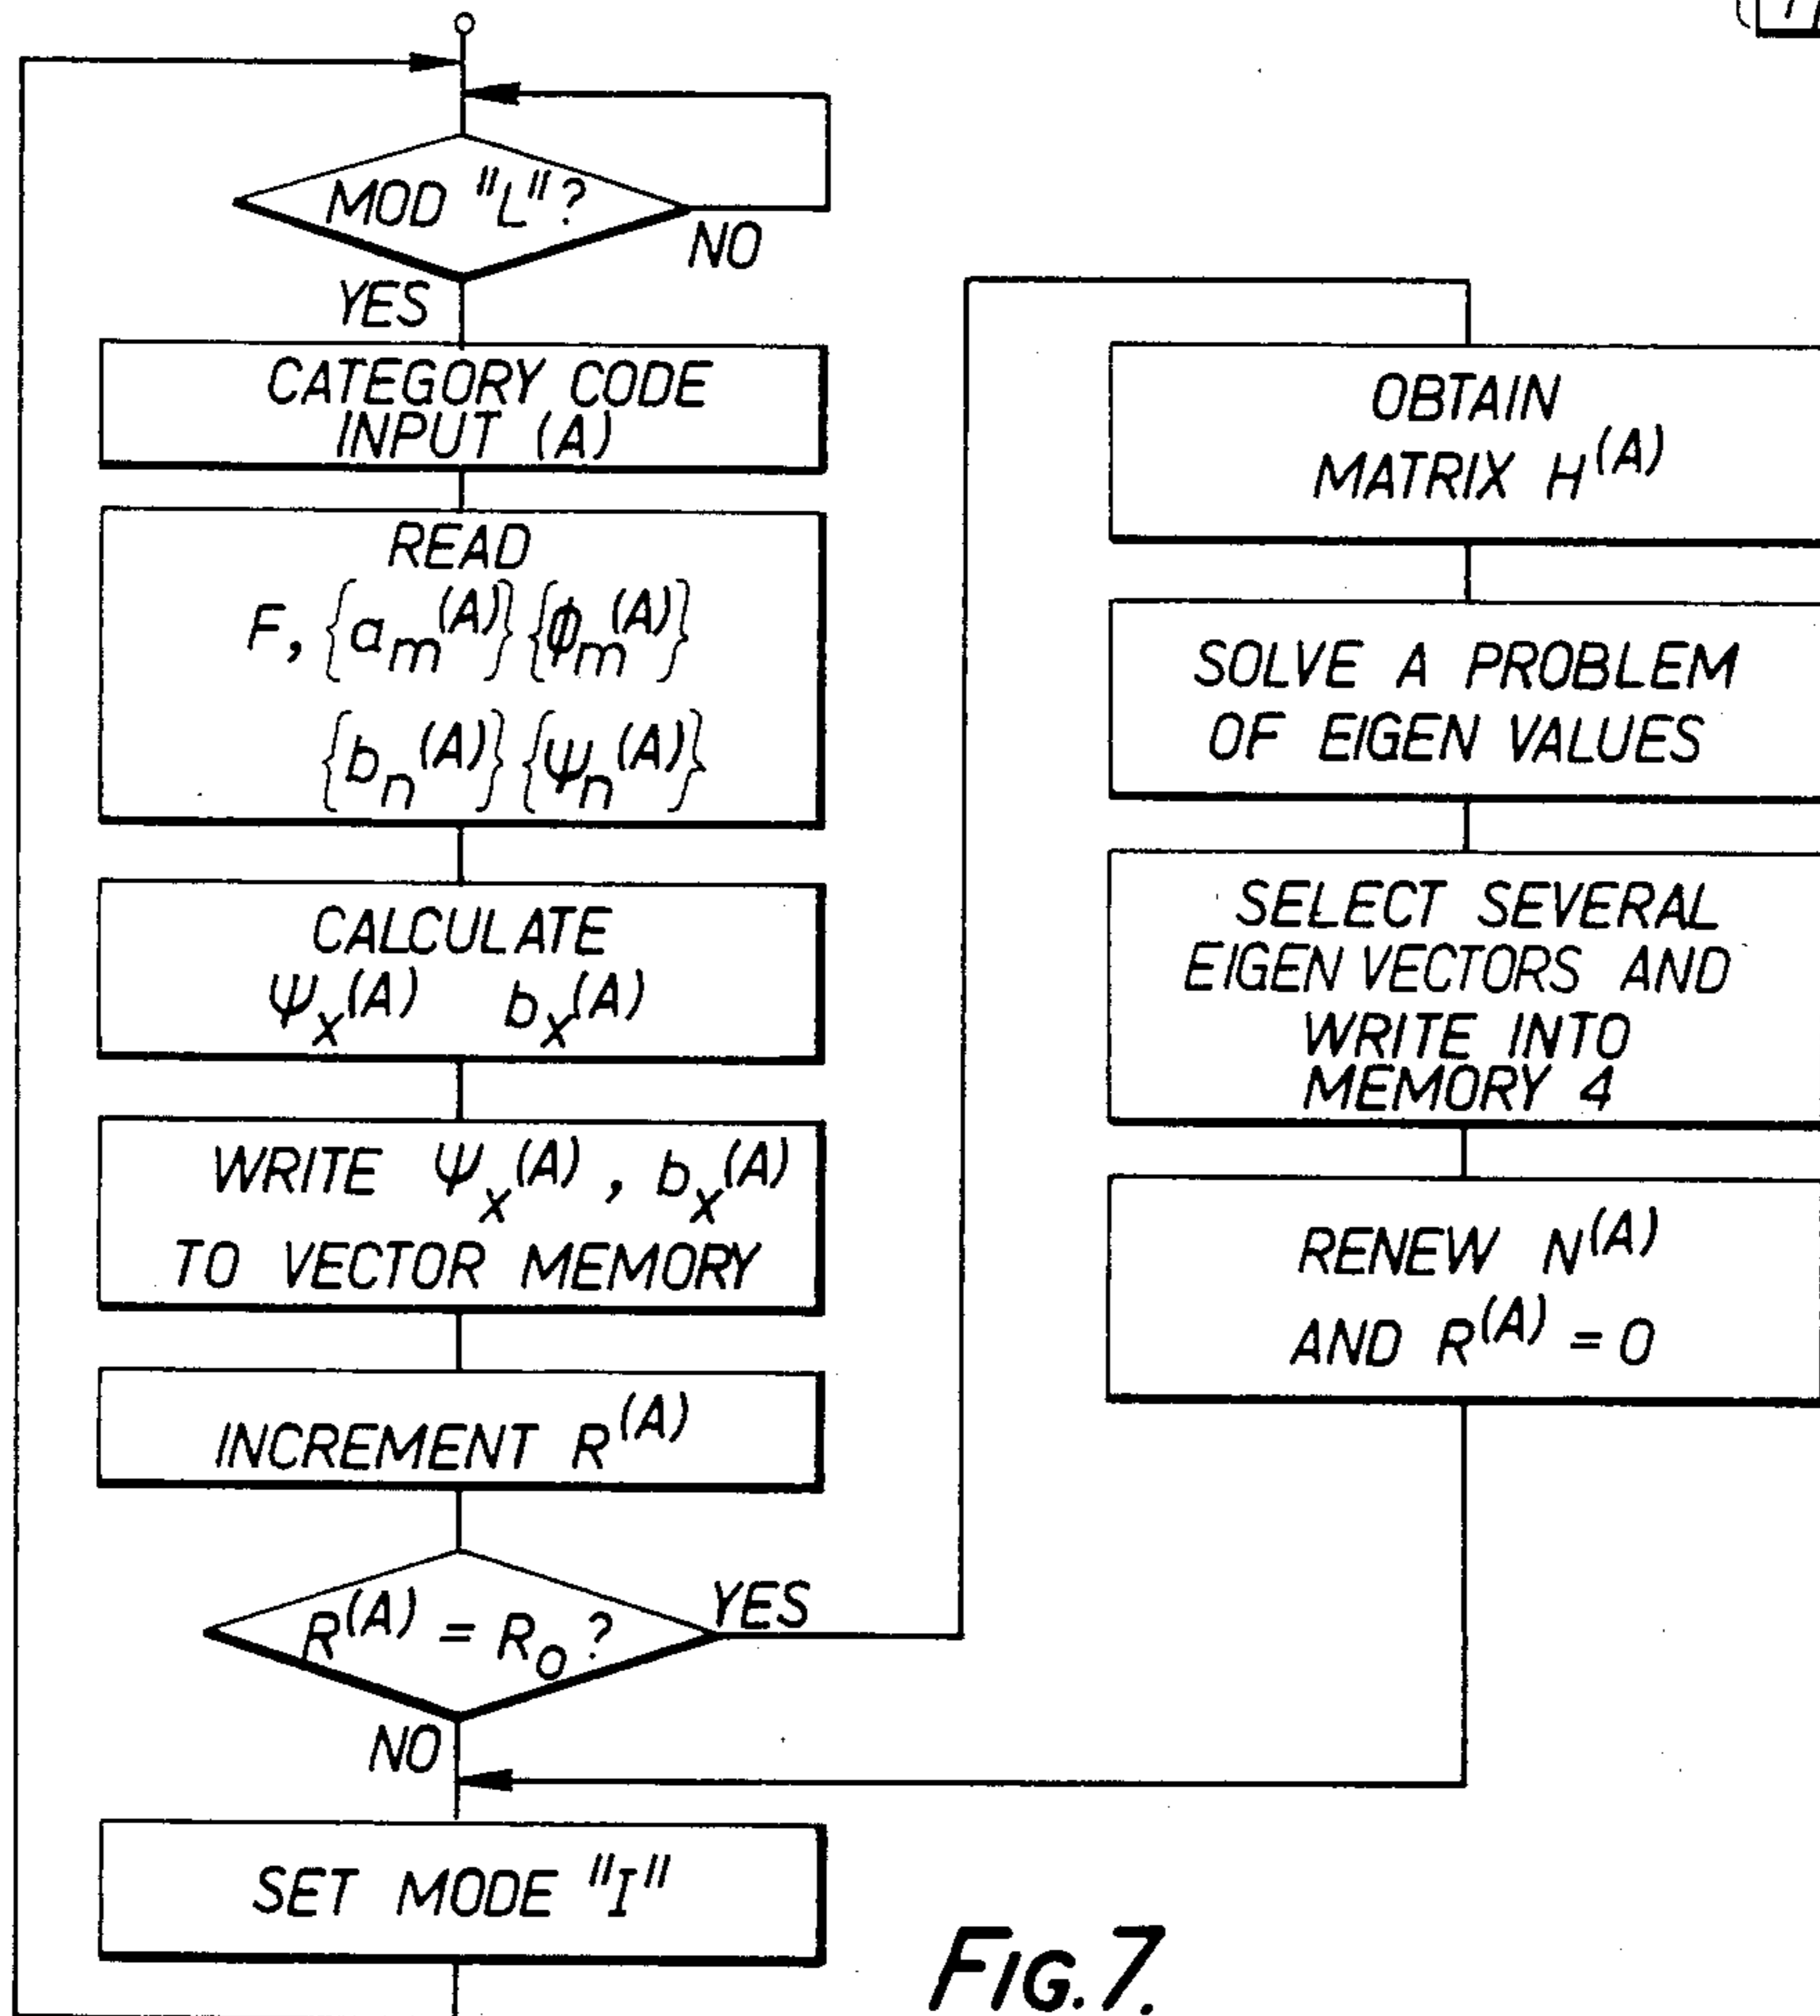 MOD "L"?
NO
YES
CATEGORY CODE
INPUT (A)
READ
F, {a_m^(A)} {ϕ_m^(A)}
{b_n^(A)} {ψ_n^(A)}
CALCULATE
ψ_x^(A) b_x^(A)
WRITE ψ_x^(A), b_x^(A)
TO VECTOR MEMORY
INCREMENT R^(A)
R^(A) = R_0 ?
YES
NO
SET MODE "I"
OBTAIN
MATRIX H^(A)
SOLVE A PROBLEM
OF EIGEN VALUES
SELECT SEVERAL
EIGEN VECTORS AND
WRITE INTO
MEMORY 4
RENEW N^(A)
AND R^(A) = 0
FIG. 7.